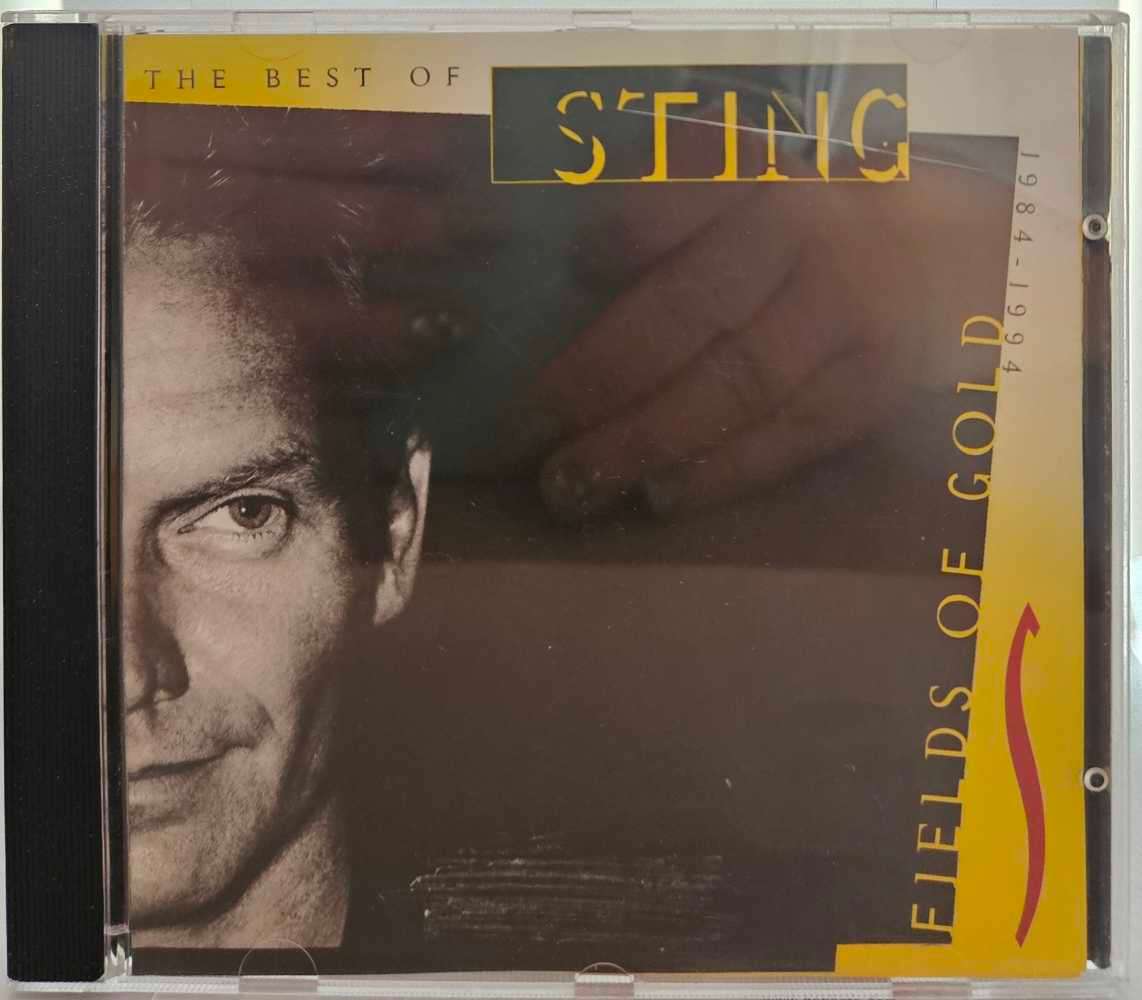 THE BEST OF
STING
1984-1994
FIELDS OF GOLD